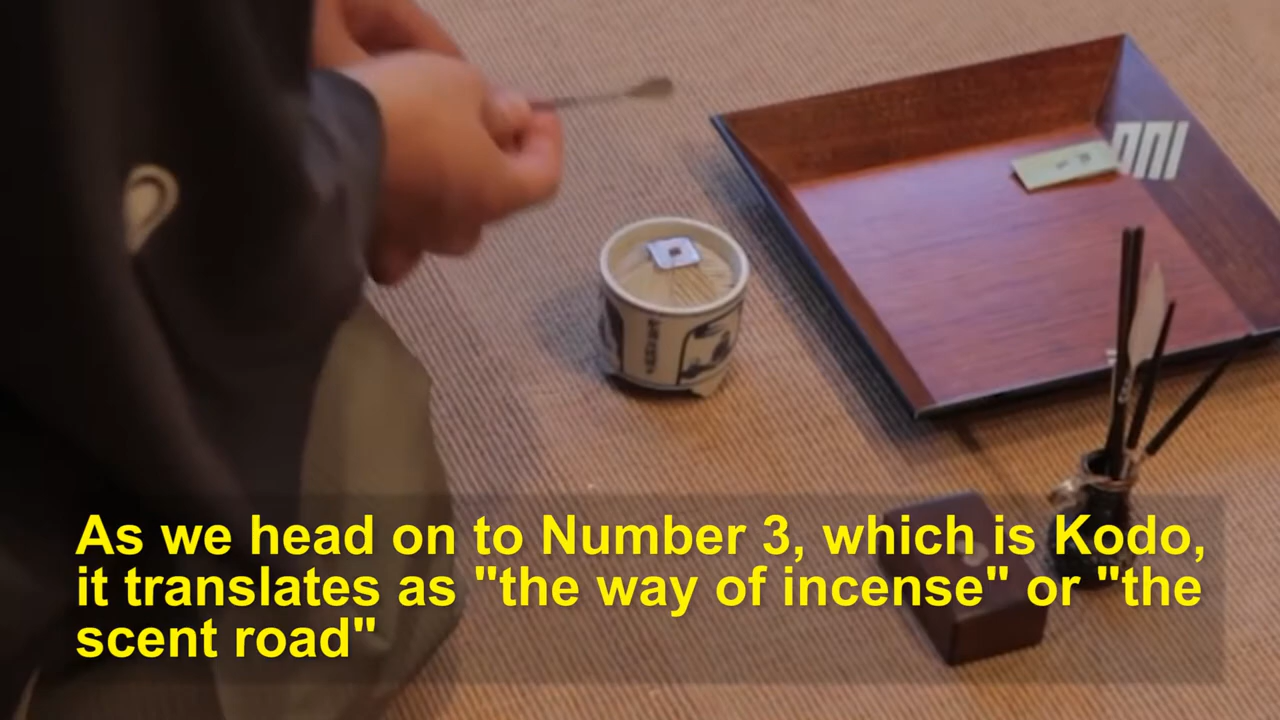 As we head on to Number 3, which is Kodo,
it translates as "the way of incense" or "the
scent road"